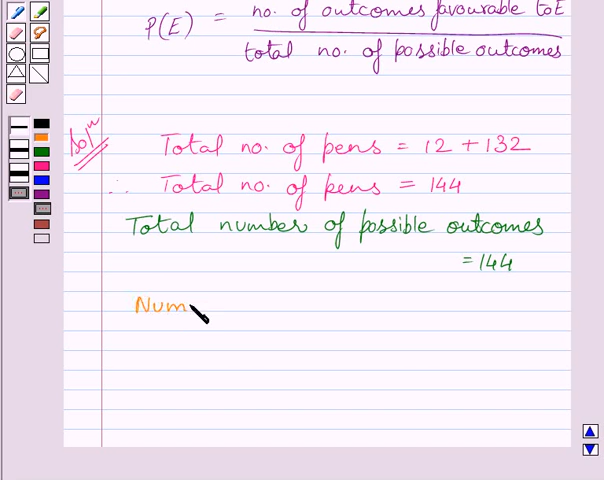 P(E) = no. of outcomes favourable to E
total no. of possible outcomes
Solⁿ Total no. of pens = 12 + 132
∴ Total no. of pens = 144
Total number of possible outcomes
= 144
Num